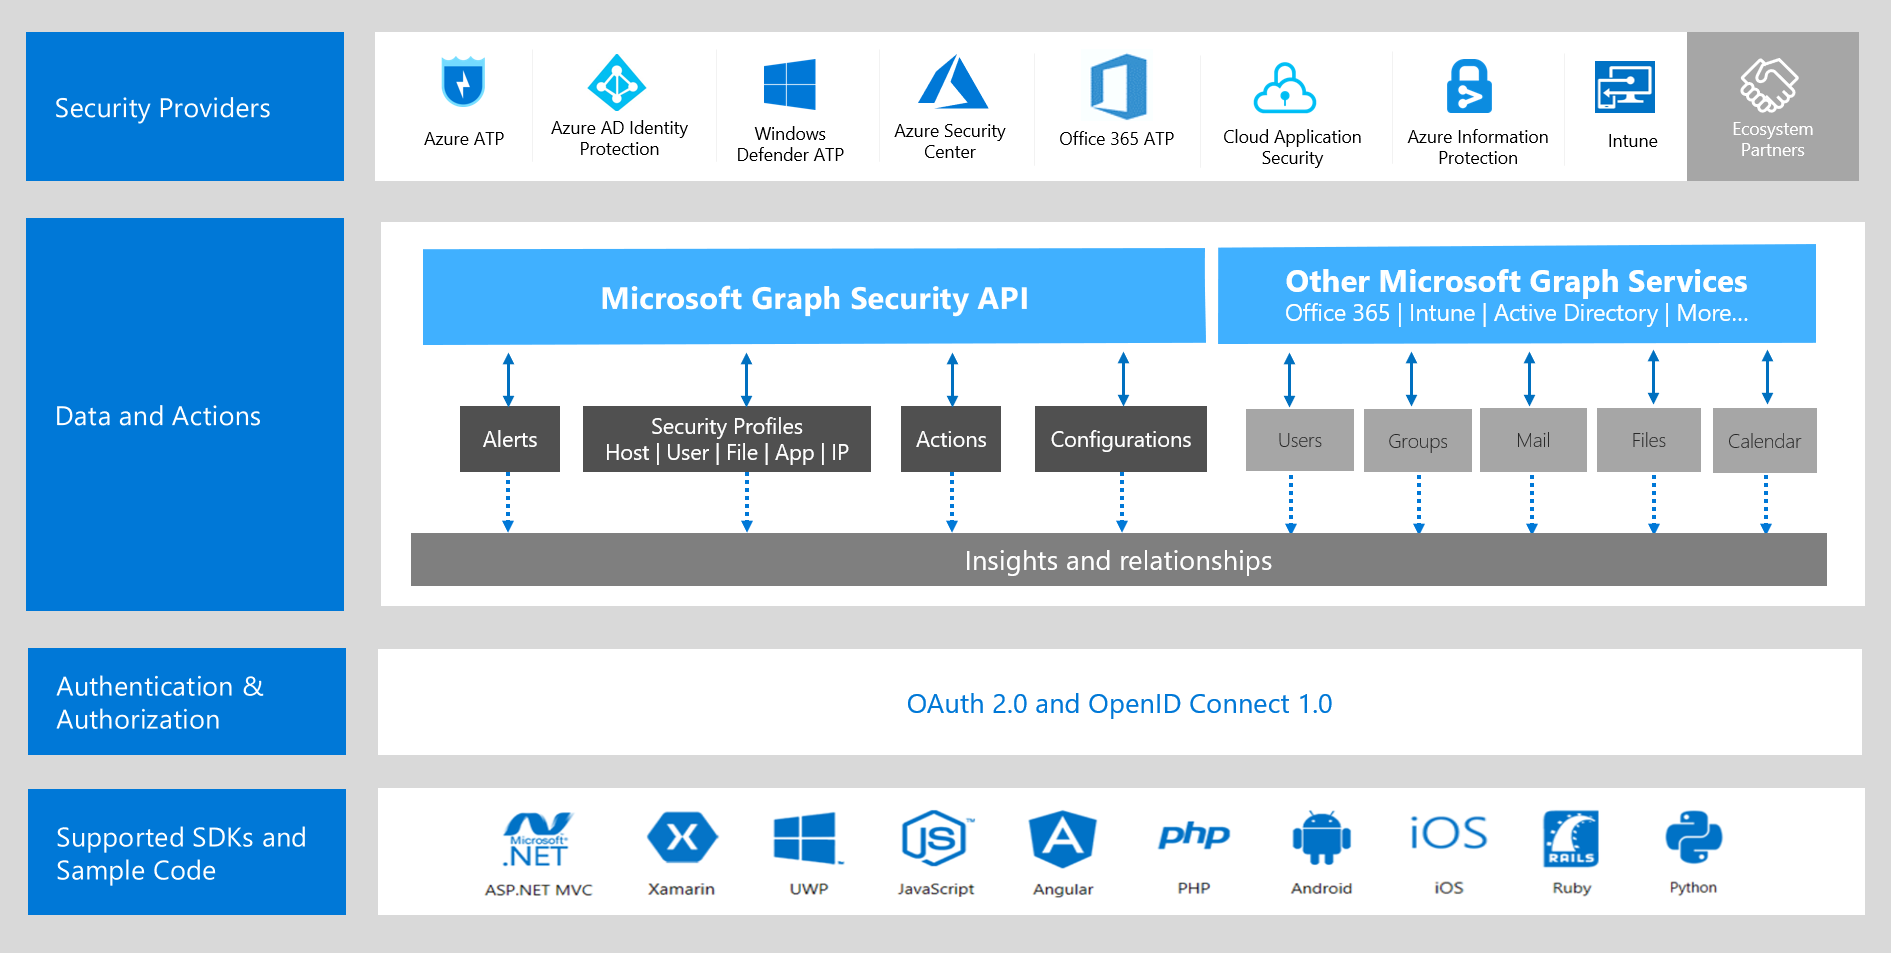 Security Providers
Azure ATP
Azure AD Identity
Protection
Windows
Defender ATP
Azure Security
Center
Office 365 ATP
Cloud Application
Security
Azure Information
Protection
Intune
Ecosystem
Partners
Data and Actions
Microsoft Graph Security API
Other Microsoft Graph Services
Office 365 | Intune | Active Directory | More...
Alerts
Security Profiles
Host | User | File | App | IP
Actions
Configurations
Users
Groups
Mail
Files
Calendar
Insights and relationships
Authentication &
Authorization
OAuth 2.0 and OpenID Connect 1.0
Supported SDKs and
Sample Code
Microsoft®
.NET
ASP.NET MVC
X
Xamarin
UWP
JS™
JavaScript
A
Angular
php
PHP
Android
iOS
iOS
RAILS
Ruby
Python